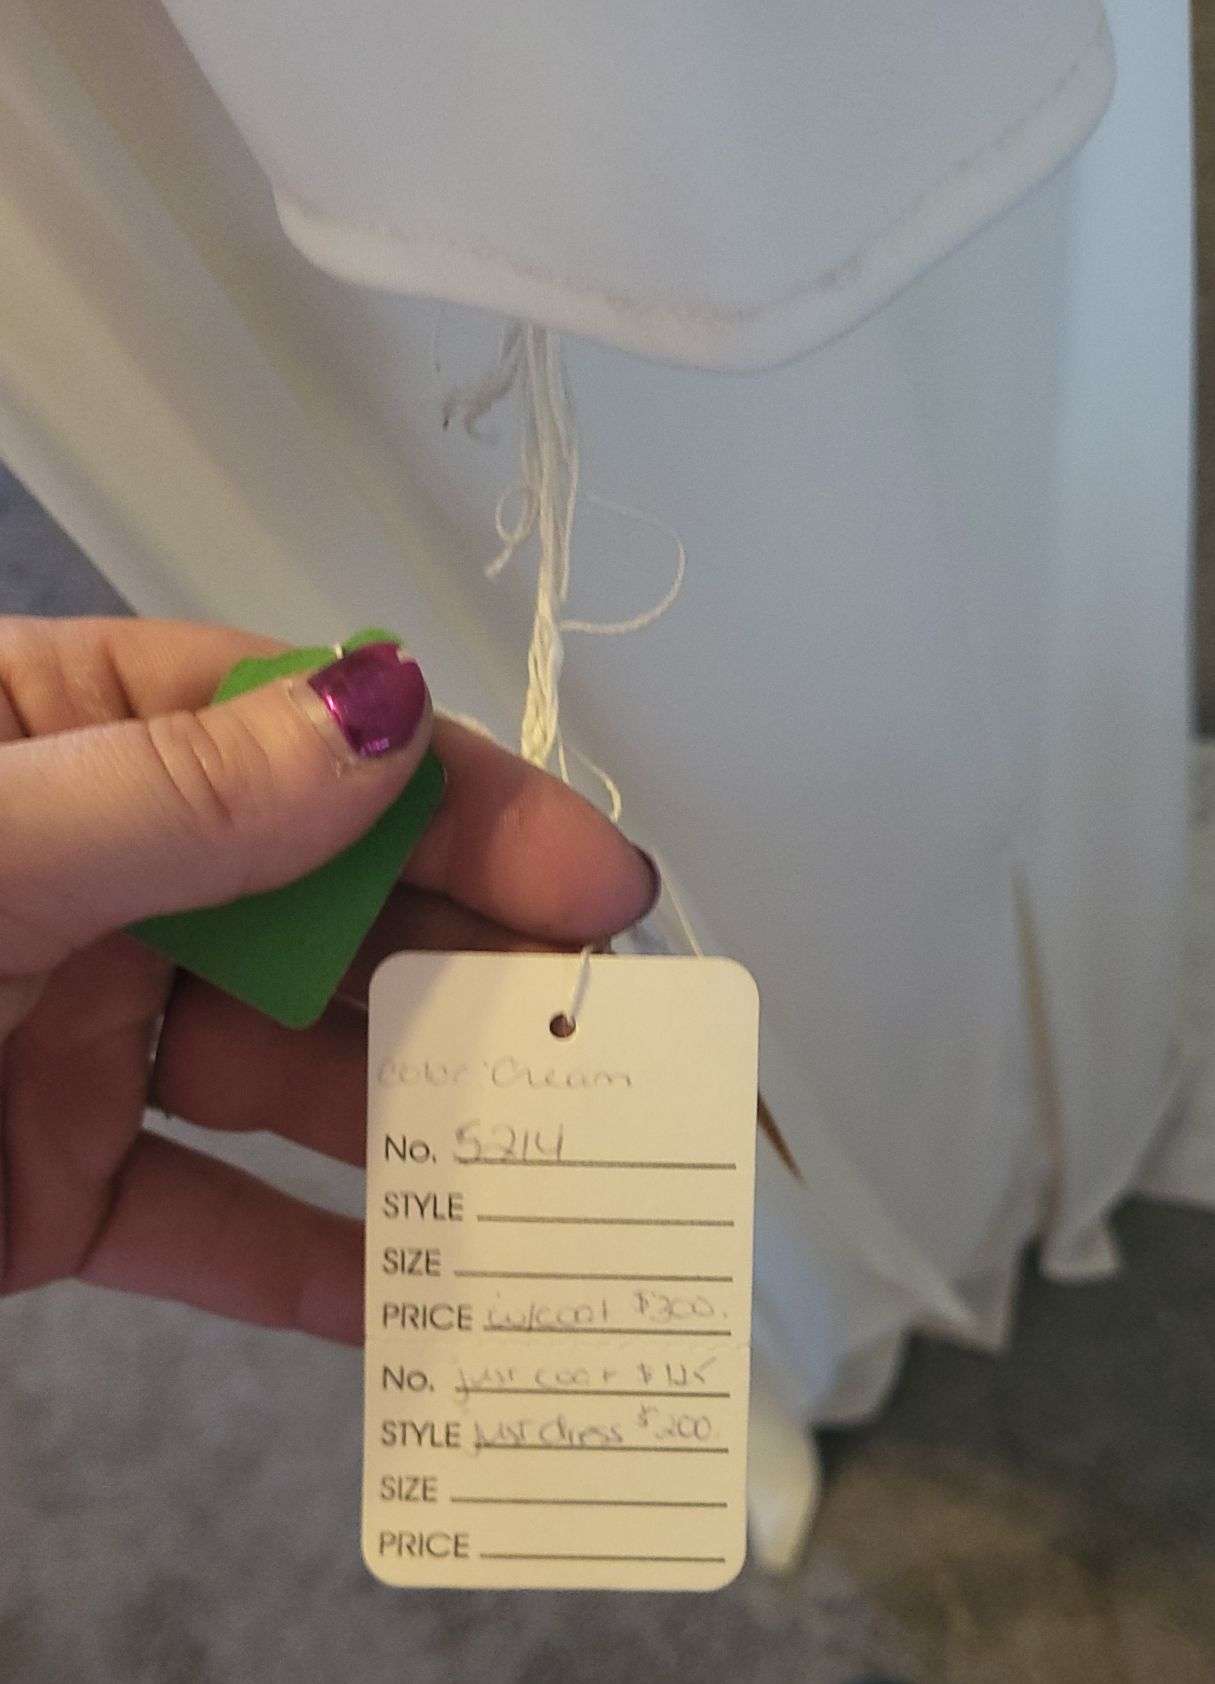 color: Cream
No. 5214
STYLE
SIZE
PRICE w/coat $300.
No. just coat $125
STYLE just dress $200.
SIZE
PRICE